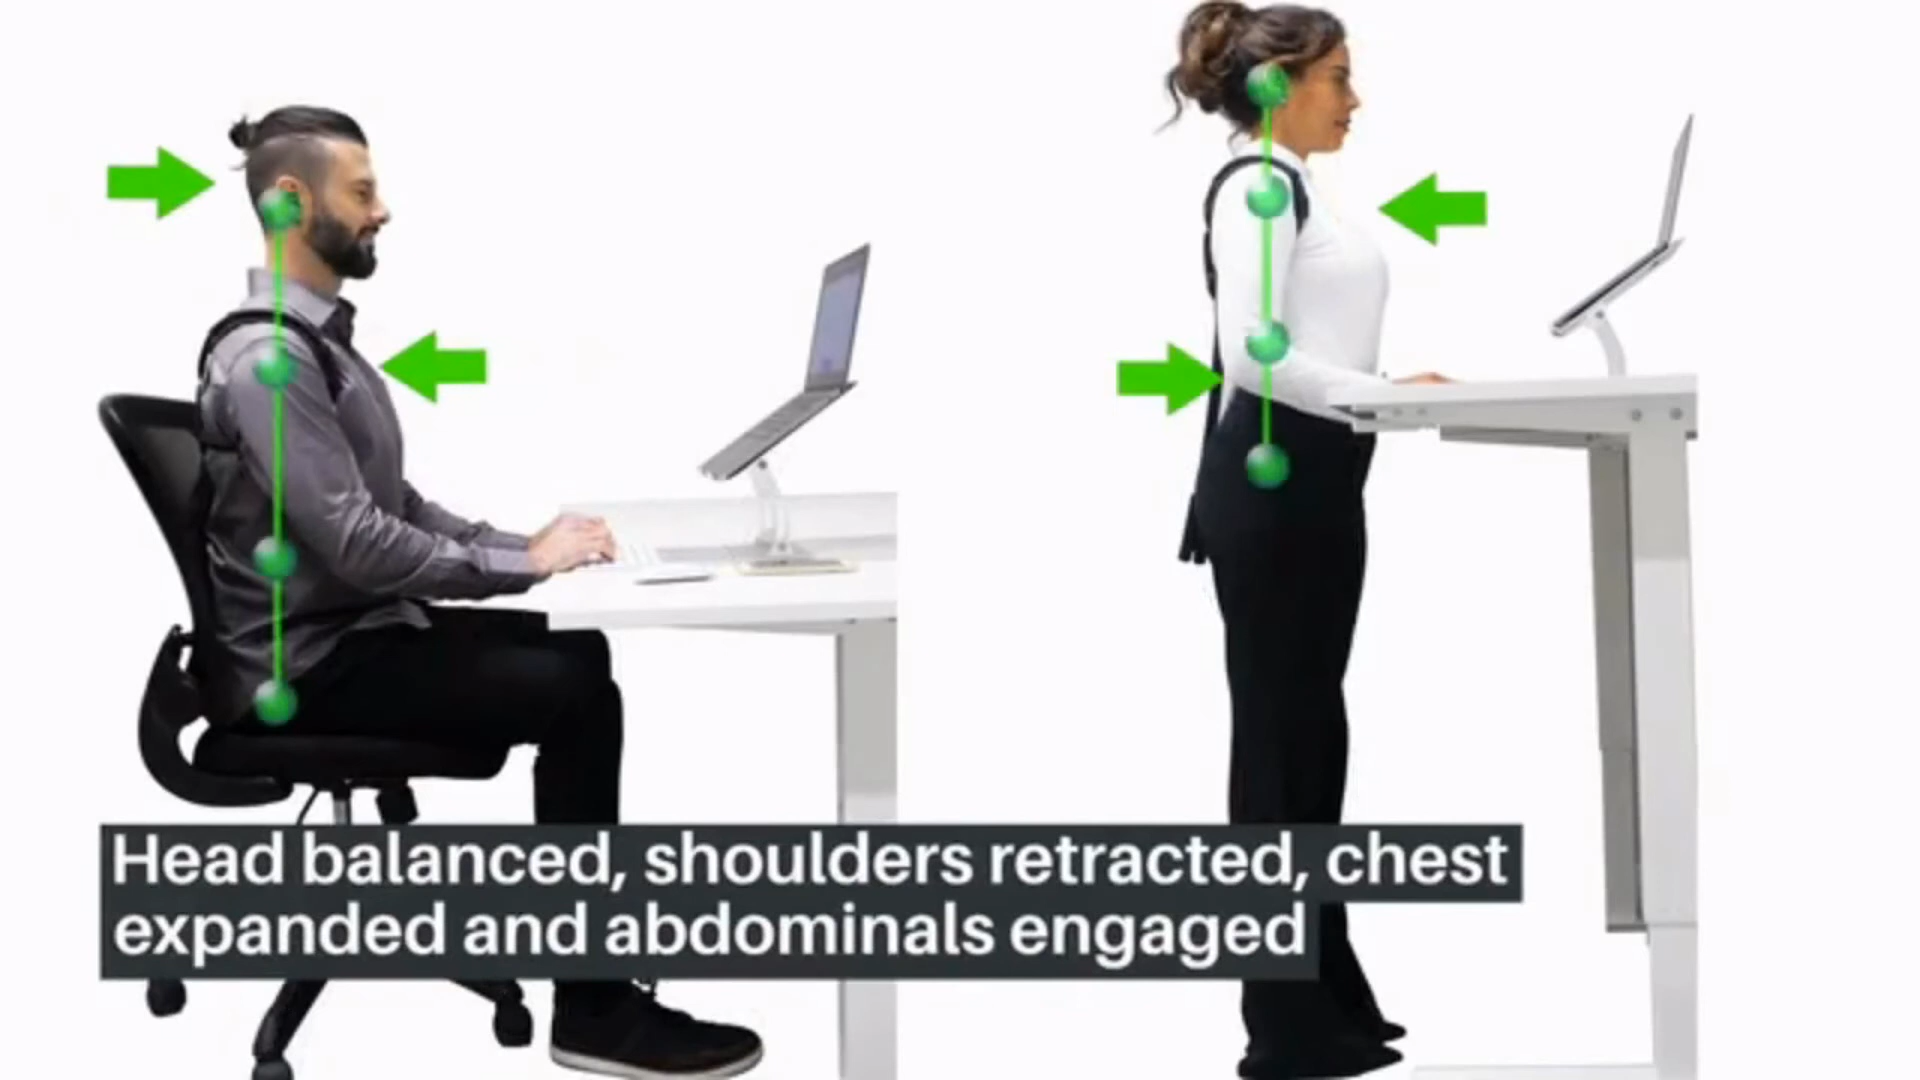 Head balanced, shoulders retracted, chest
expanded and abdominals engaged